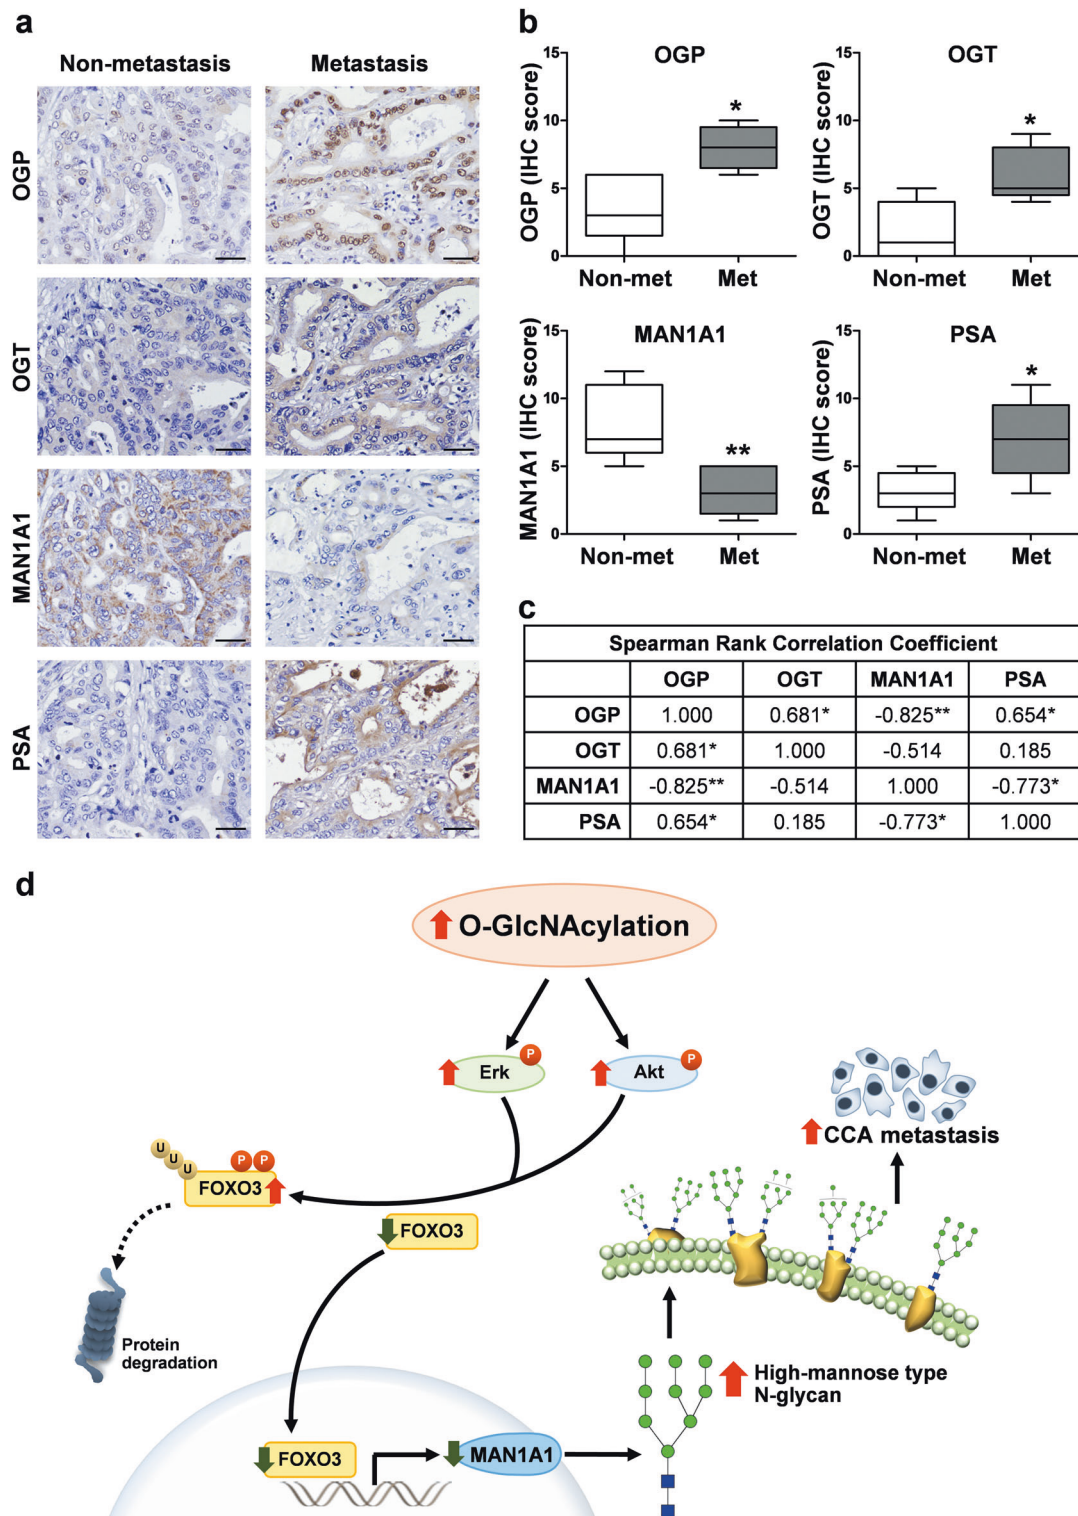 a
Non-metastasis Metastasis
OGP
OGT
MAN1A1
PSA
b
OGP
OGP (IHC score)
15
10
5
0
Non-met Met
*
OGT
OGT (IHC score)
15
10
5
0
Non-met Met
*
MAN1A1
MAN1A1 (IHC score)
15
10
5
0
Non-met Met
**
PSA
PSA (IHC score)
15
10
5
0
Non-met Met
*
c
Spearman Rank Correlation Coefficient
OGP OGT MAN1A1 PSA
OGP 1.000 0.681* -0.825** 0.654*
OGT 0.681* 1.000 -0.514 0.185
MAN1A1 -0.825** -0.514 1.000 -0.773*
PSA 0.654* 0.185 -0.773* 1.000
d
O-GlcNAcylation
Erk P
Akt P
U U U P P
FOXO3
FOXO3
Protein
degradation
FOXO3
MAN1A1
High-mannose type
N-glycan
CCA metastasis